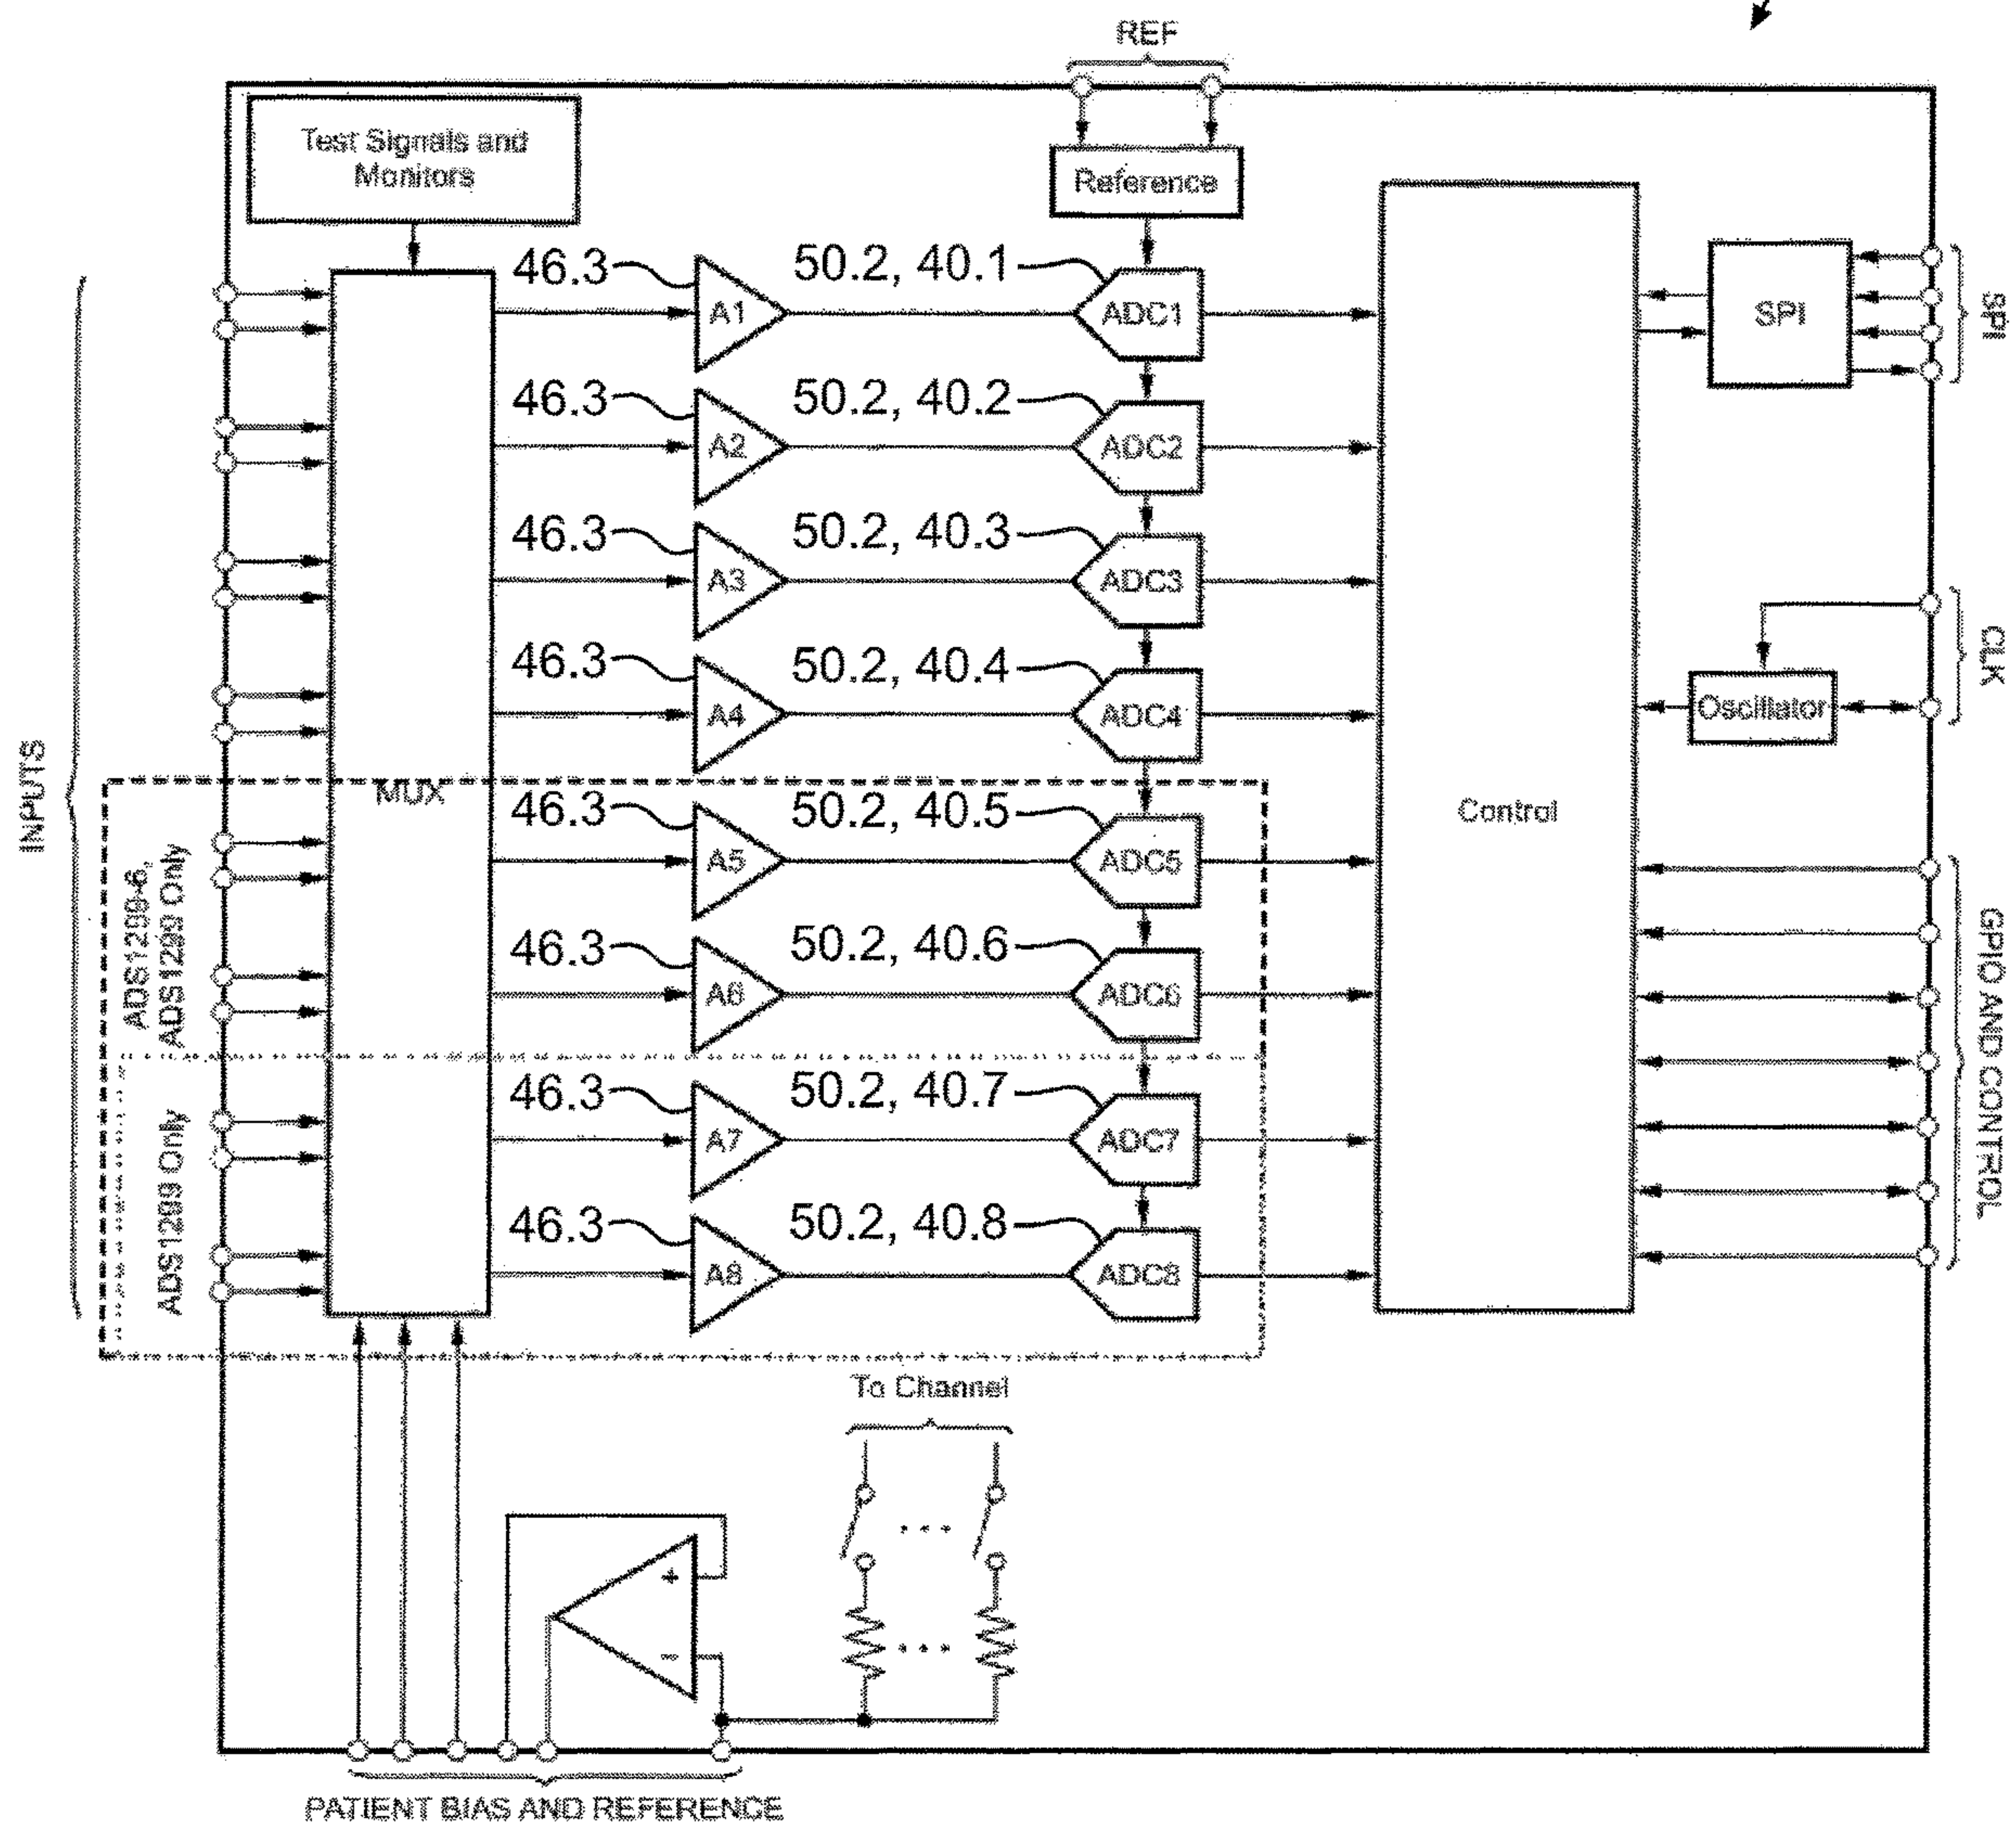 REF
Test Signals and
Monitors
Reference
46.3
50.2, 40.1
A1
ADC1
SPI
SPI
46.3
50.2, 40.2
A2
ADC2
46.3
50.2, 40.3
A3
ADC3
46.3
50.2, 40.4
A4
ADC4
Oscillator
CLK
INPUTS
MUX
Control
46.3
50.2, 40.5
A5
ADC5
ADS1299-6,
ADS1299 Only
46.3
50.2, 40.6
A6
ADC6
GPIO AND CONTROL
46.3
50.2, 40.7
A7
ADC7
ADS1299 Only
46.3
50.2, 40.8
A8
ADC8
To Channel
+
−
PATIENT BIAS AND REFERENCE